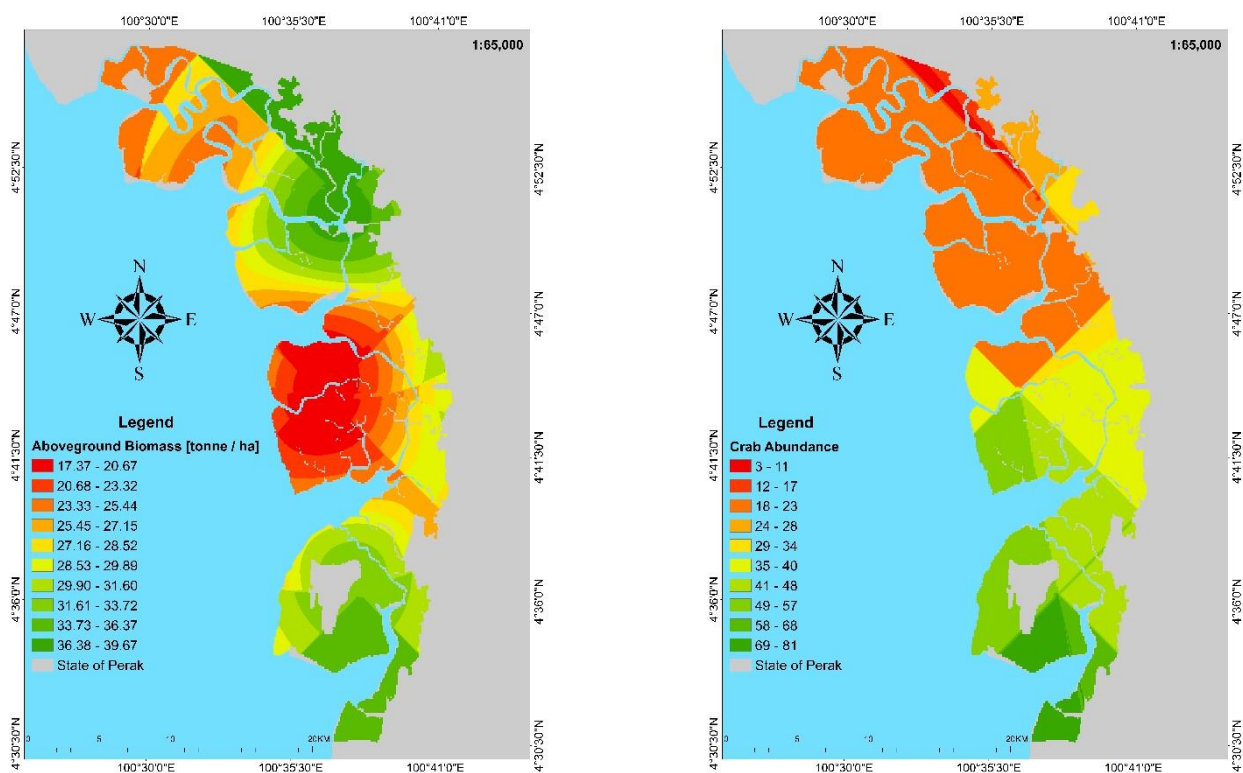 100°30'0"E 100°35'30"E 100°41'0"E
1:65,000
4°52'30"N 4°52'30"N
N
W E
S
4°47'0"N 4°47'0"N
Legend
Aboveground Biomass [tonne / ha]
17.37 - 20.67
20.68 - 23.32
23.33 - 25.44
25.45 - 27.15
27.16 - 28.52
28.53 - 29.89
29.90 - 31.60
31.61 - 33.72
33.73 - 36.37
36.38 - 39.67
State of Perak
4°41'30"N 4°41'30"N
4°36'0"N 4°36'0"N
4°30'30"N 4°30'30"N
0 5 10 20KM
100°30'0"E 100°35'30"E 100°41'0"E
100°30'0"E 100°35'30"E 100°41'0"E
1:65,000
4°52'30"N 4°52'30"N
N
W E
S
4°47'0"N 4°47'0"N
Legend
Crab Abundance
3 - 11
12 - 17
18 - 23
24 - 28
29 - 34
35 - 40
41 - 48
49 - 57
58 - 68
69 - 81
State of Perak
4°41'30"N 4°41'30"N
4°36'0"N 4°36'0"N
4°30'30"N 4°30'30"N
0 5 10 20KM
100°30'0"E 100°35'30"E 100°41'0"E